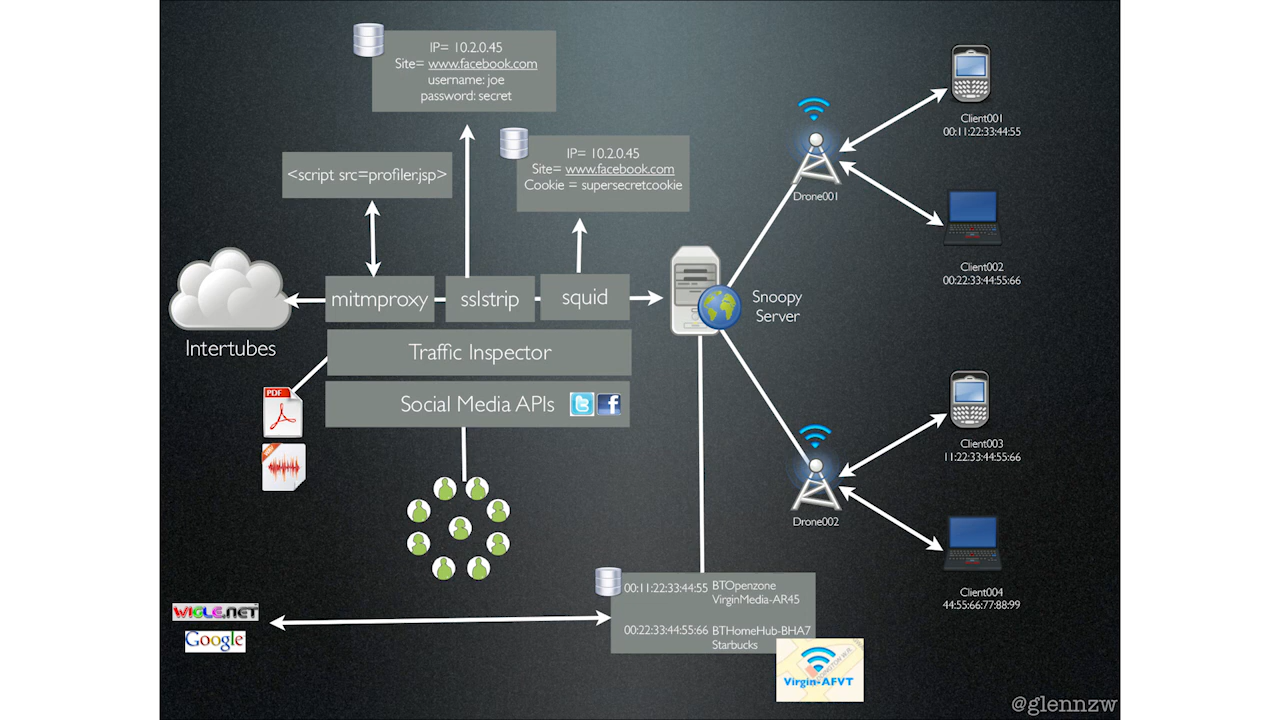 IP= 10.2.0.45
Site= www.facebook.com
username: joe
password: secret
IP= 10.2.0.45
Site= www.facebook.com
Cookie = supersecretcookie
<script src=profiler.jsp>
mitmproxy
sslstrip
squid
Intertubes
Traffic Inspector
Social Media APIs
PDF
Snoopy
Server
Drone001
Client001
00:11:22:33:44:55
Client002
00:22:33:44:55:66
Drone002
Client003
11:22:33:44:55:66
Client004
44:55:66:77:88:99
WIGLE.NET
Google
00:11:22:33:44:55 BTOpenzone
VirginMedia-AR45
00:22:33:44:55:66 BTHomeHub-BHA7
Starbucks
Virgin-AFVT
@glennzw